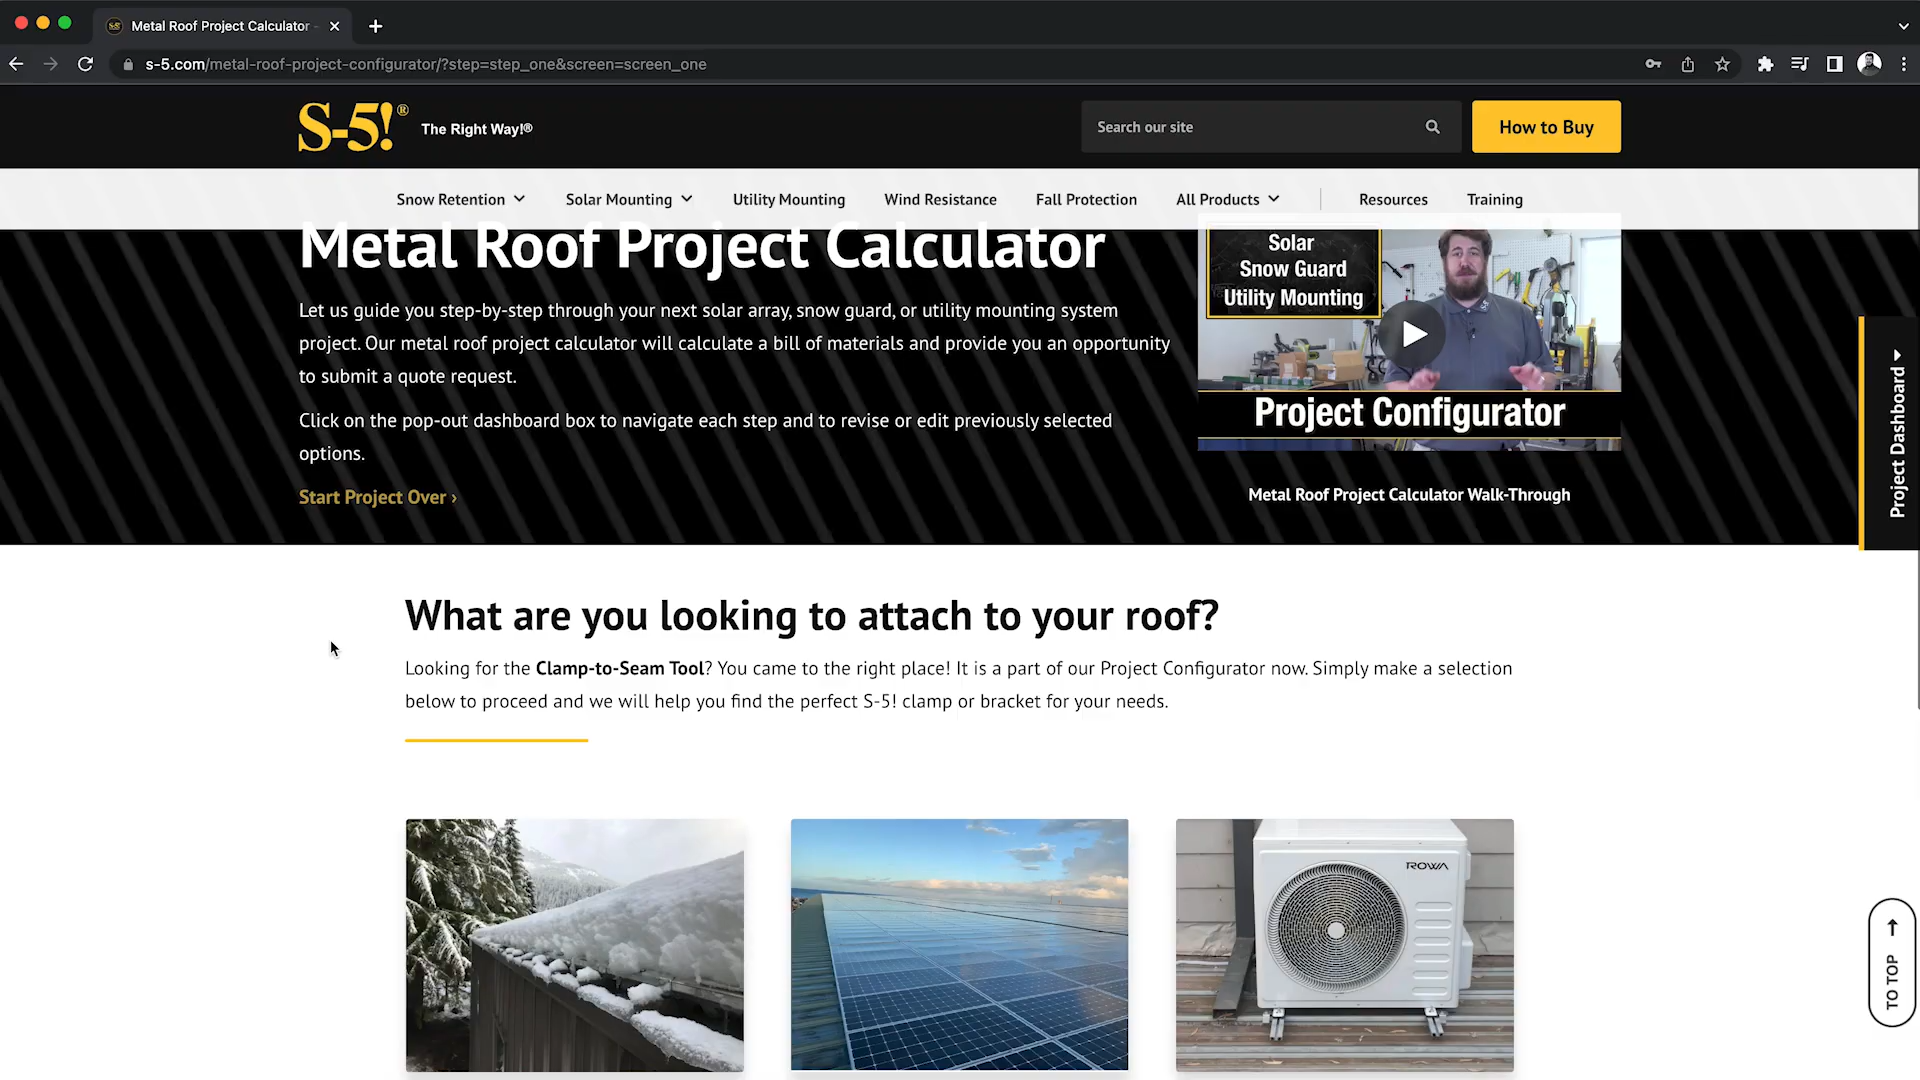 Metal Roof Project Calculator
s-5.com/metal-roof-project-configurator/?step=step_one&screen=screen_one
S-5!®
The Right Way!®
Search our site
How to Buy
Snow Retention
Solar Mounting
Utility Mounting
Wind Resistance
Fall Protection
All Products
Resources
Training
Metal Roof Project Calculator
Let us guide you step-by-step through your next solar array, snow guard, or utility mounting system
project. Our metal roof project calculator will calculate a bill of materials and provide you an opportunity
to submit a quote request.
Click on the pop-out dashboard box to navigate each step and to revise or edit previously selected
options.
Start Project Over ›
Solar
Snow Guard
Utility Mounting
Project Configurator
Metal Roof Project Calculator Walk-Through
Project Dashboard
What are you looking to attach to your roof?
Looking for the Clamp-to-Seam Tool? You came to the right place! It is a part of our Project Configurator now. Simply make a selection
below to proceed and we will help you find the perfect S-5! clamp or bracket for your needs.
ROWA
TO TOP